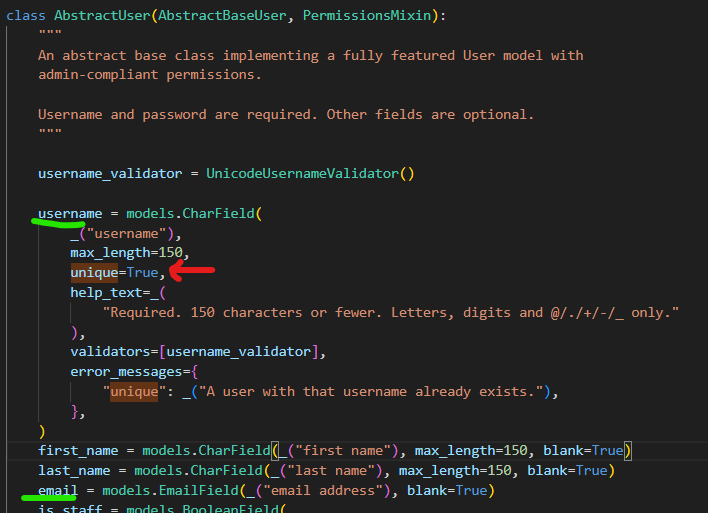 class AbstractUser(AbstractBaseUser, PermissionsMixin):
"""
An abstract base class implementing a fully featured User model with
admin-compliant permissions.
Username and password are required. Other fields are optional.
"""
username_validator = UnicodeUsernameValidator()
username = models.CharField(
_("username"),
max_length=150,
unique=True,
help_text=_(
"Required. 150 characters or fewer. Letters, digits and @/./+/-/_ only."
),
validators=[username_validator],
error_messages={
"unique": _("A user with that username already exists."),
},
)
first_name = models.CharField(_("first name"), max_length=150, blank=True)
last_name = models.CharField(_("last name"), max_length=150, blank=True)
email = models.EmailField(_("email address"), blank=True)
is_staff = models.BooleanField(